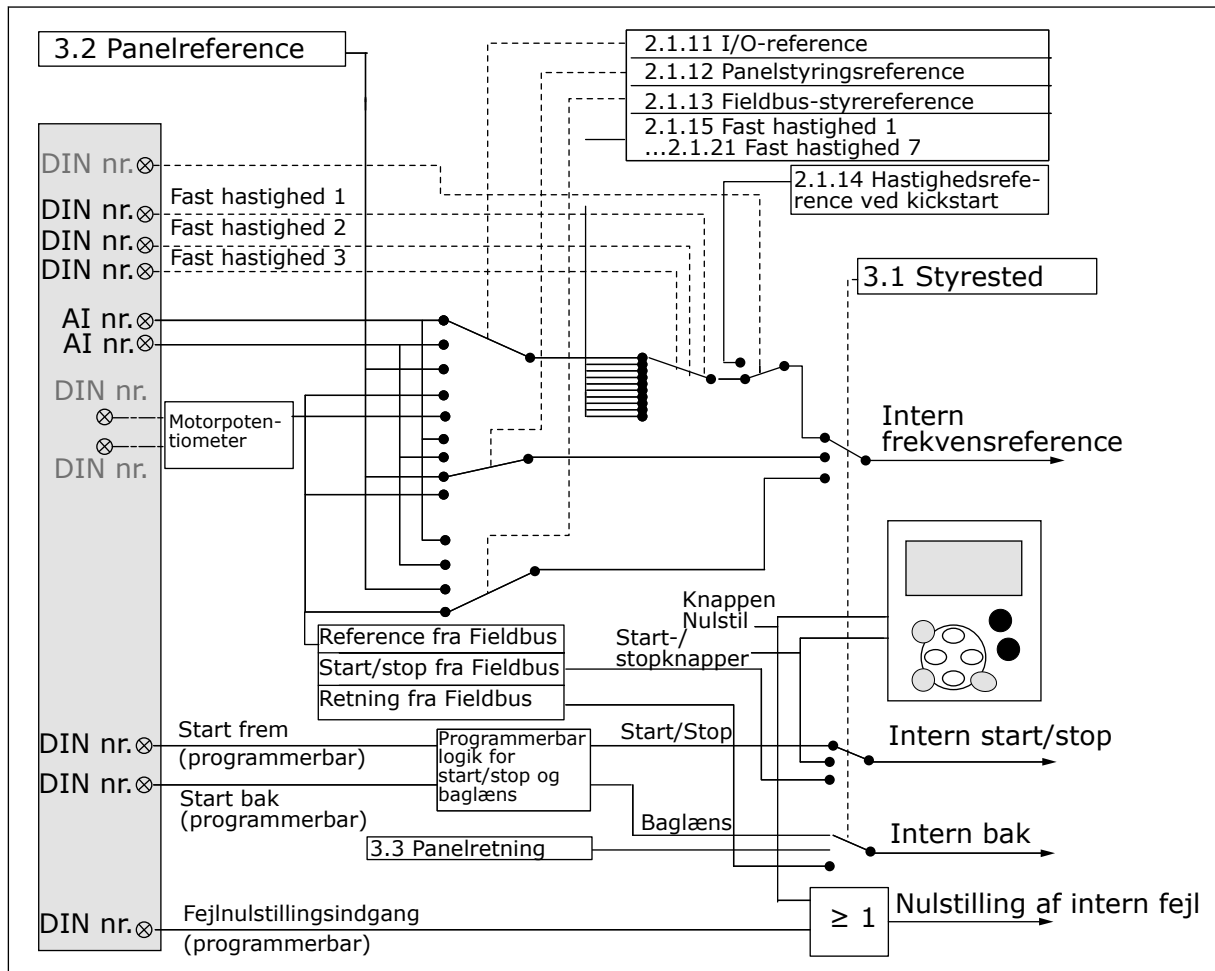 3.2 Panelreference
2.1.11 I/O-reference
2.1.12 Panelstyringsreference
2.1.13 Fieldbus-styrereference
2.1.15 Fast hastighed 1
...2.1.21 Fast hastighed 7
2.1.14 Hastighedsrefe-
rence ved kickstart
3.1 Styrested
DIN nr.
DIN nr.
Fast hastighed 1
DIN nr.
Fast hastighed 2
DIN nr.
Fast hastighed 3
AI nr.
AI nr.
DIN nr.
Motorpoten-
tiometer
DIN nr.
Intern
frekvensreference
Knappen
Nulstil
Start-/
stopknapper
Reference fra Fieldbus
Start/stop fra Fieldbus
Retning fra Fieldbus
DIN nr.
Start frem
(programmerbar)
DIN nr.
Start bak
(programmerbar)
Programmerbar
logik for
start/stop og
baglæns
Start/Stop
Intern start/stop
Baglæns
3.3 Panelretning
Intern bak
DIN nr.
Fejlnulstillingsindgang
(programmerbar)
≥ 1
Nulstilling af intern fejl